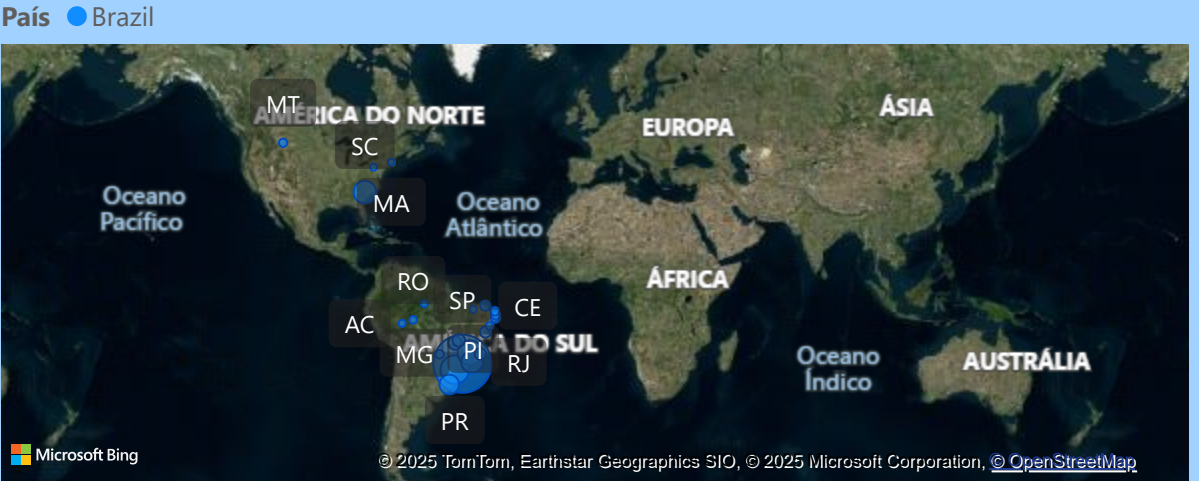 País Brazil
MT
AMÉRICA DO NORTE
ÁSIA
EUROPA
SC
Oceano
Pacífico
MA
Oceano
Atlântico
RO
ÁFRICA
SP
CE
AC
AMÉRICA DO SUL
MG
PI
RJ
Oceano
Índico
AUSTRÁLIA
PR
Microsoft Bing
© 2025 TomTom, Earthstar Geographics SIO, © 2025 Microsoft Corporation, © OpenStreetMap